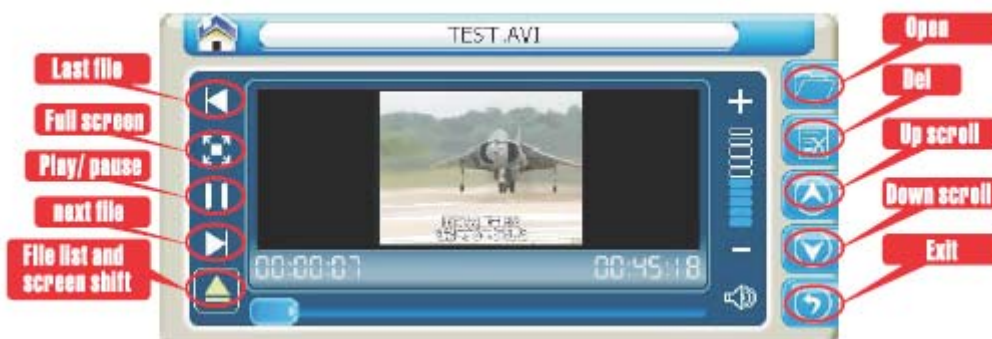 TEST.AVI
Last file
Full screen
Play/ pause
next file
File list and
screen shift
00:00:07
00:45:18
Open
Del
Up scroll
Down scroll
Exit